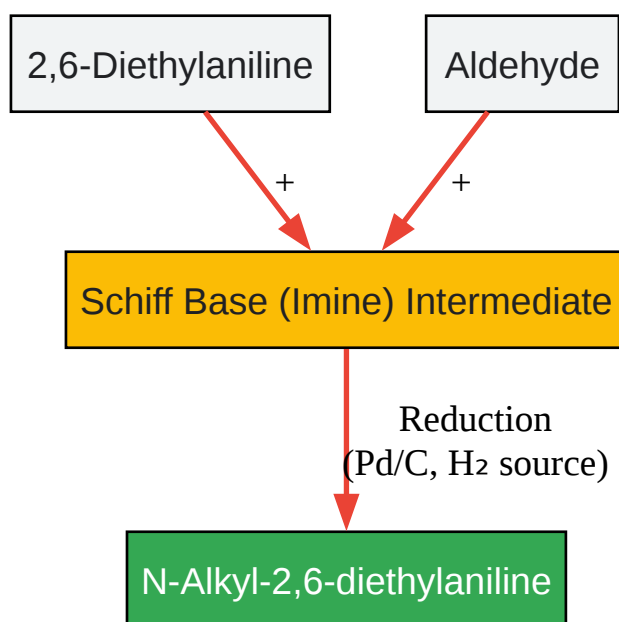 2,6-Diethylaniline
Aldehyde
+
+
Schiff Base (Imine) Intermediate
Reduction
(Pd/C, H₂ source)
N-Alkyl-2,6-diethylaniline